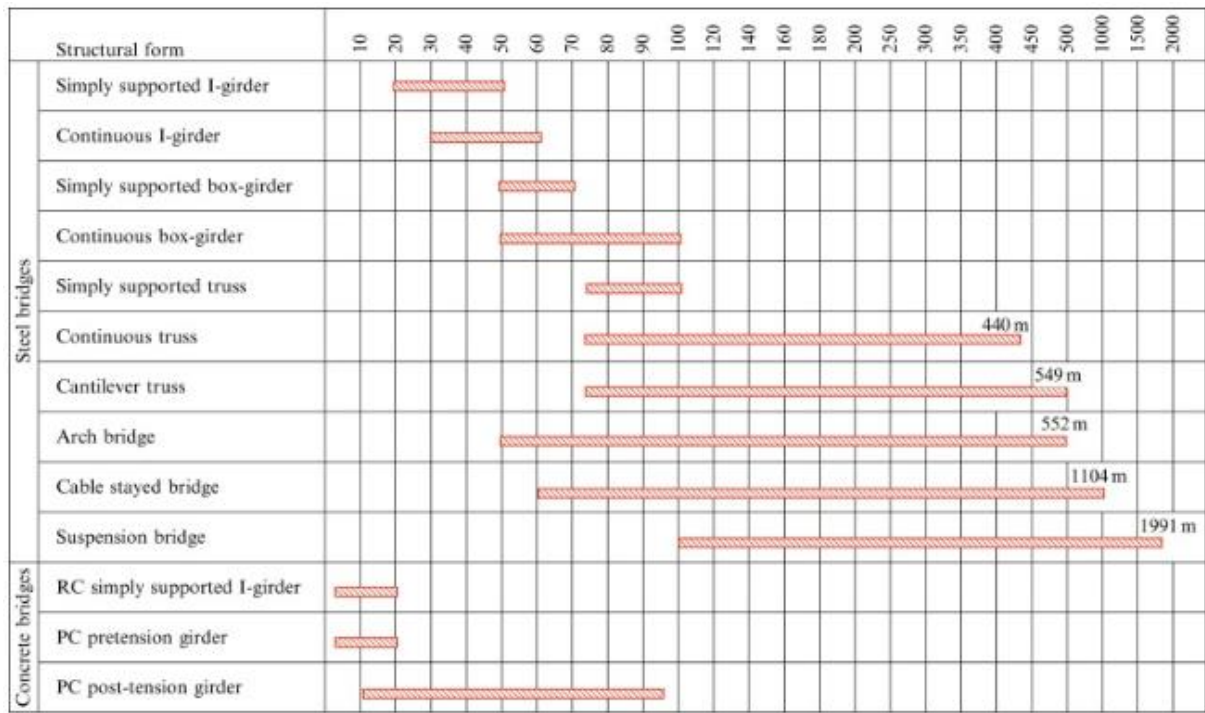 Structural form
10 20 30 40 50 60 70 80 90 100 120 140 160 180 200 250 300 350 400 450 500 1000 1500 2000
Steel bridges
Simply supported I-girder
Continuous I-girder
Simply supported box-girder
Continuous box-girder
Simply supported truss
Continuous truss 440 m
Cantilever truss 549 m
Arch bridge 552 m
Cable stayed bridge 1104 m
Suspension bridge 1991 m
Concrete bridges
RC simply supported I-girder
PC pretension girder
PC post-tension girder